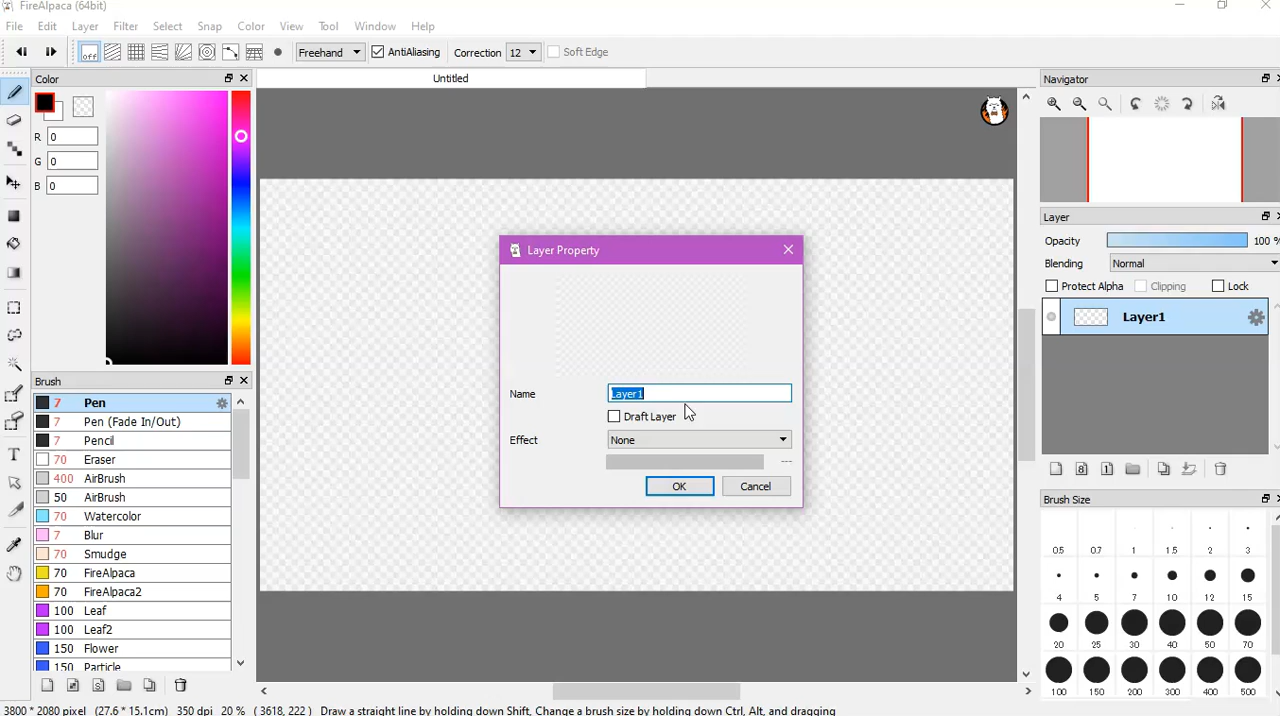 FireAlpaca (64bit)
File Edit Layer Filter Select Snap Color View Tool Window Help
off Freehand AntiAliasing Correction 12 Soft Edge
Color
Untitled
Navigator
R 0
G 0
B 0
Layer
Opacity 100 %
Blending Normal
Protect Alpha Clipping Lock
Layer1
Layer Property
Name Layer1
Draft Layer
Effect None
---
OK Cancel
Brush
7 Pen
7 Pen (Fade In/Out)
7 Pencil
70 Eraser
400 AirBrush
50 AirBrush
70 Watercolor
7 Blur
70 Smudge
70 FireAlpaca
70 FireAlpaca2
100 Leaf
100 Leaf2
150 Flower
150 Particle
8 1
Brush Size
0.5 0.7 1 1.5 2 3
4 5 7 10 12 15
20 25 30 40 50 70
100 150 200 300 400 500
S
T
3800 * 2080 pixel (27.6 * 15.1cm) 350 dpi 20 % ( 3618, 222 ) Draw a straight line by holding down Shift, Change a brush size by holding down Ctrl, Alt, and dragging